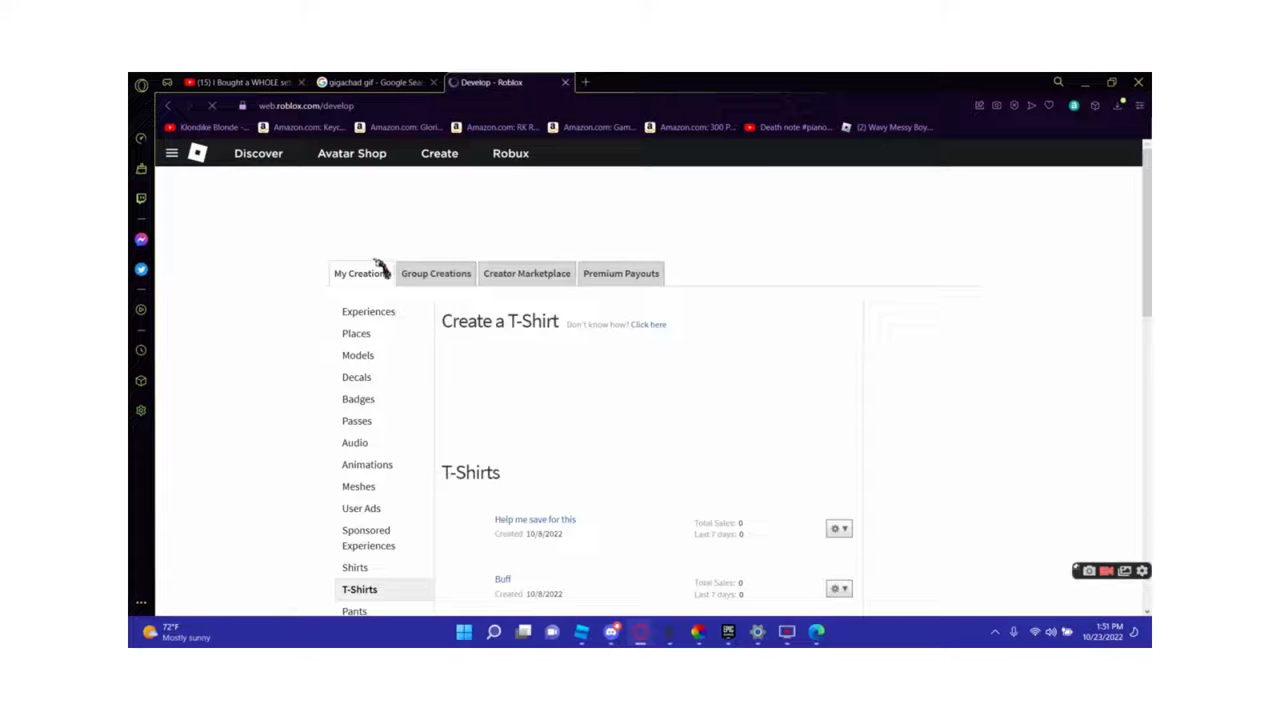 (15) I Bought a WHOLE set
gigachad gif - Google Sea
Develop - Roblox
web.roblox.com/develop
Klondike Blonde -...
Amazon.com: Keyc...
Amazon.com: Glori...
Amazon.com: RK R...
Amazon.com: Gam...
Amazon.com: 300 P...
Death note #piano...
(2) Wavy Messy Boy...
Discover
Avatar Shop
Create
Robux
My Creations
Group Creations
Creator Marketplace
Premium Payouts
Experiences
Places
Models
Decals
Badges
Passes
Audio
Animations
Meshes
User Ads
Sponsored
Experiences
Shirts
T-Shirts
Pants
Create a T-Shirt Don't know how? Click here
T-Shirts
Help me save for this
Created 10/8/2022
Total Sales: 0
Last 7 days: 0
Buff
Created 10/8/2022
Total Sales: 0
Last 7 days: 0
72°F
Mostly sunny
EPIC
1:51 PM
10/23/2022